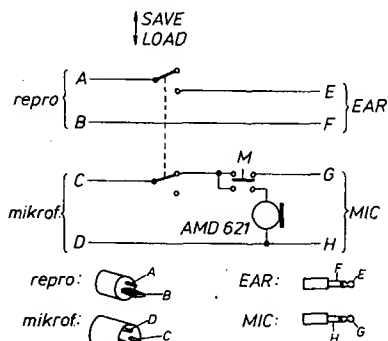 SAVE
LOAD
A
repro
B
E
EAR
F
C
M
G
mikrof.
AMD 621
MIC
D
H
repro:
A
B
EAR:
F
E
mikrof:
D
C
MIC:
H
G